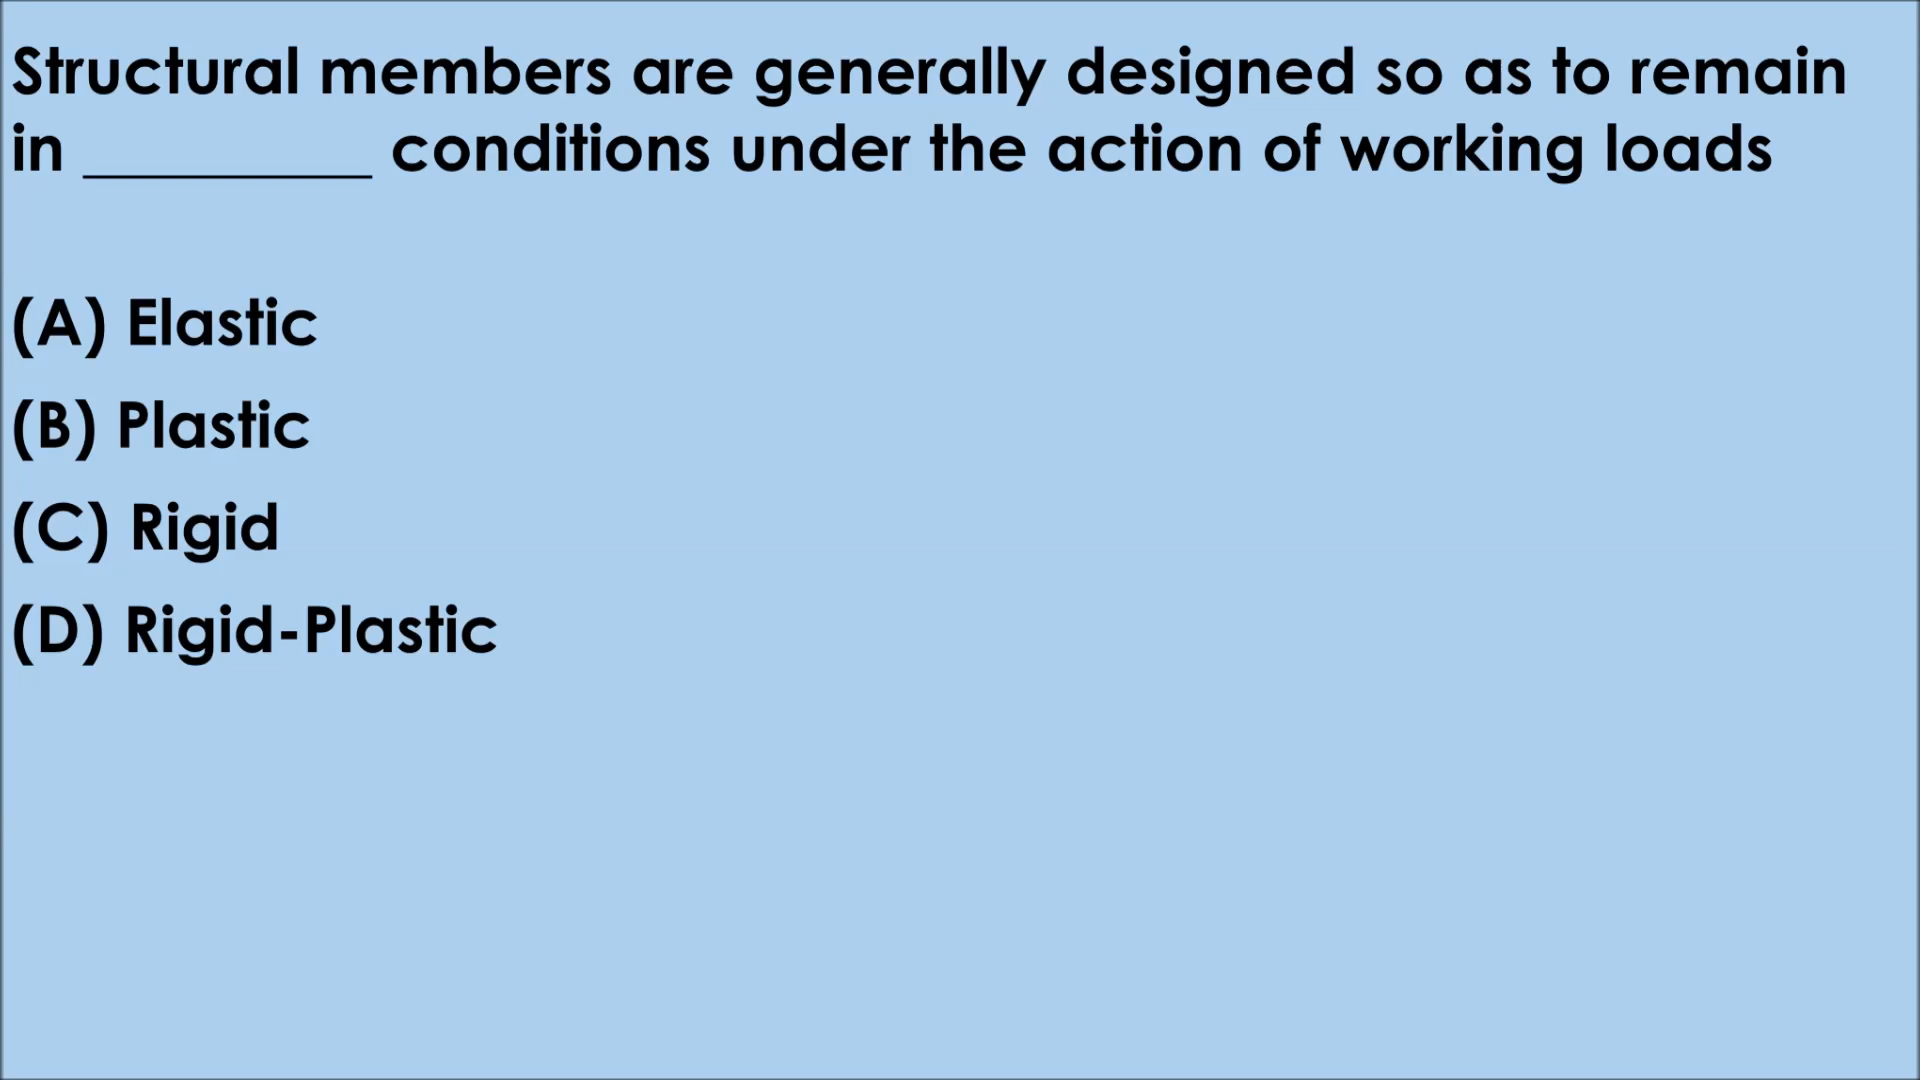 Structural members are generally designed so as to remain
in _________ conditions under the action of working loads
(A) Elastic
(B) Plastic
(C) Rigid
(D) Rigid-Plastic